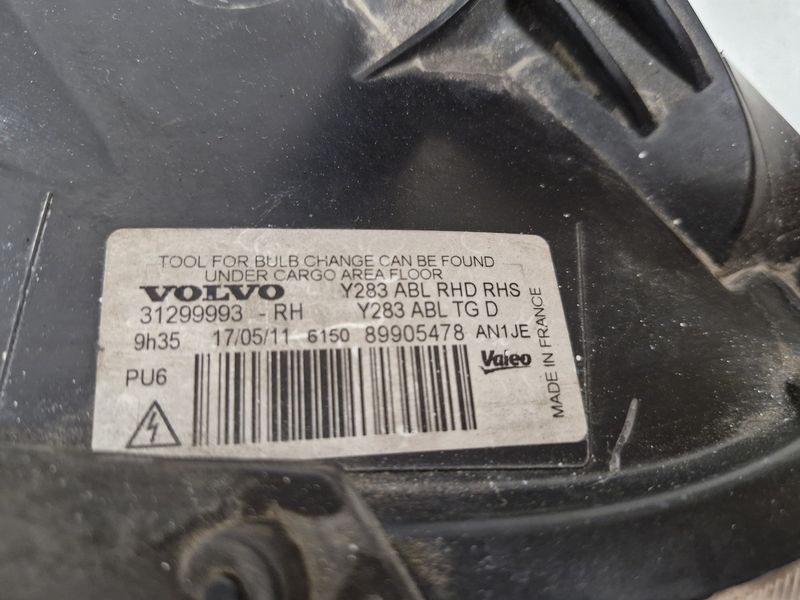 TOOL FOR BULB CHANGE CAN BE FOUND
UNDER CARGO AREA FLOOR
VOLVO Y283 ABL RHD RHS
31299993 - RH Y283 ABL TG D
9h35 17/05/11 6150 89905478 AN1JE
PU6
Valeo
MADE IN FRANCE